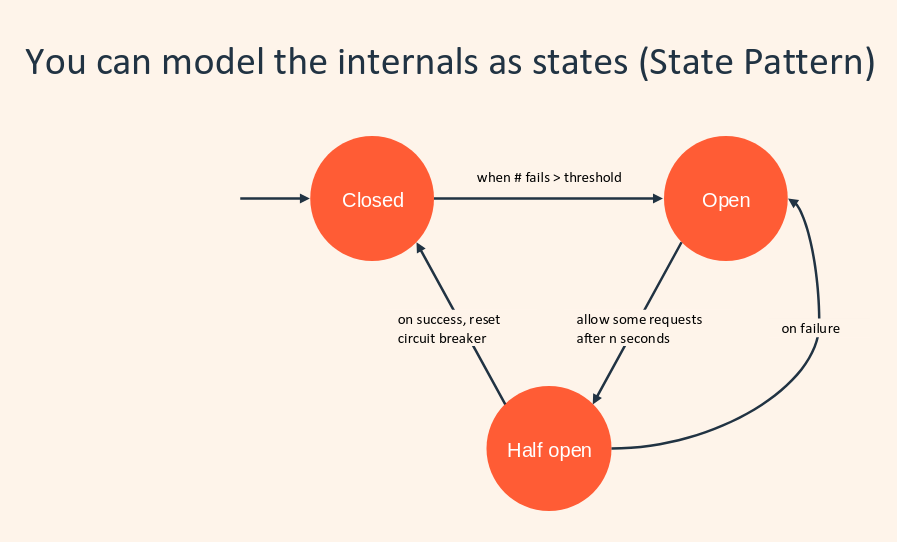 You can model the internals as states (State Pattern)
when # fails > threshold
Closed
Open
on success, reset
circuit breaker
allow some requests
after n seconds
on failure
Half open